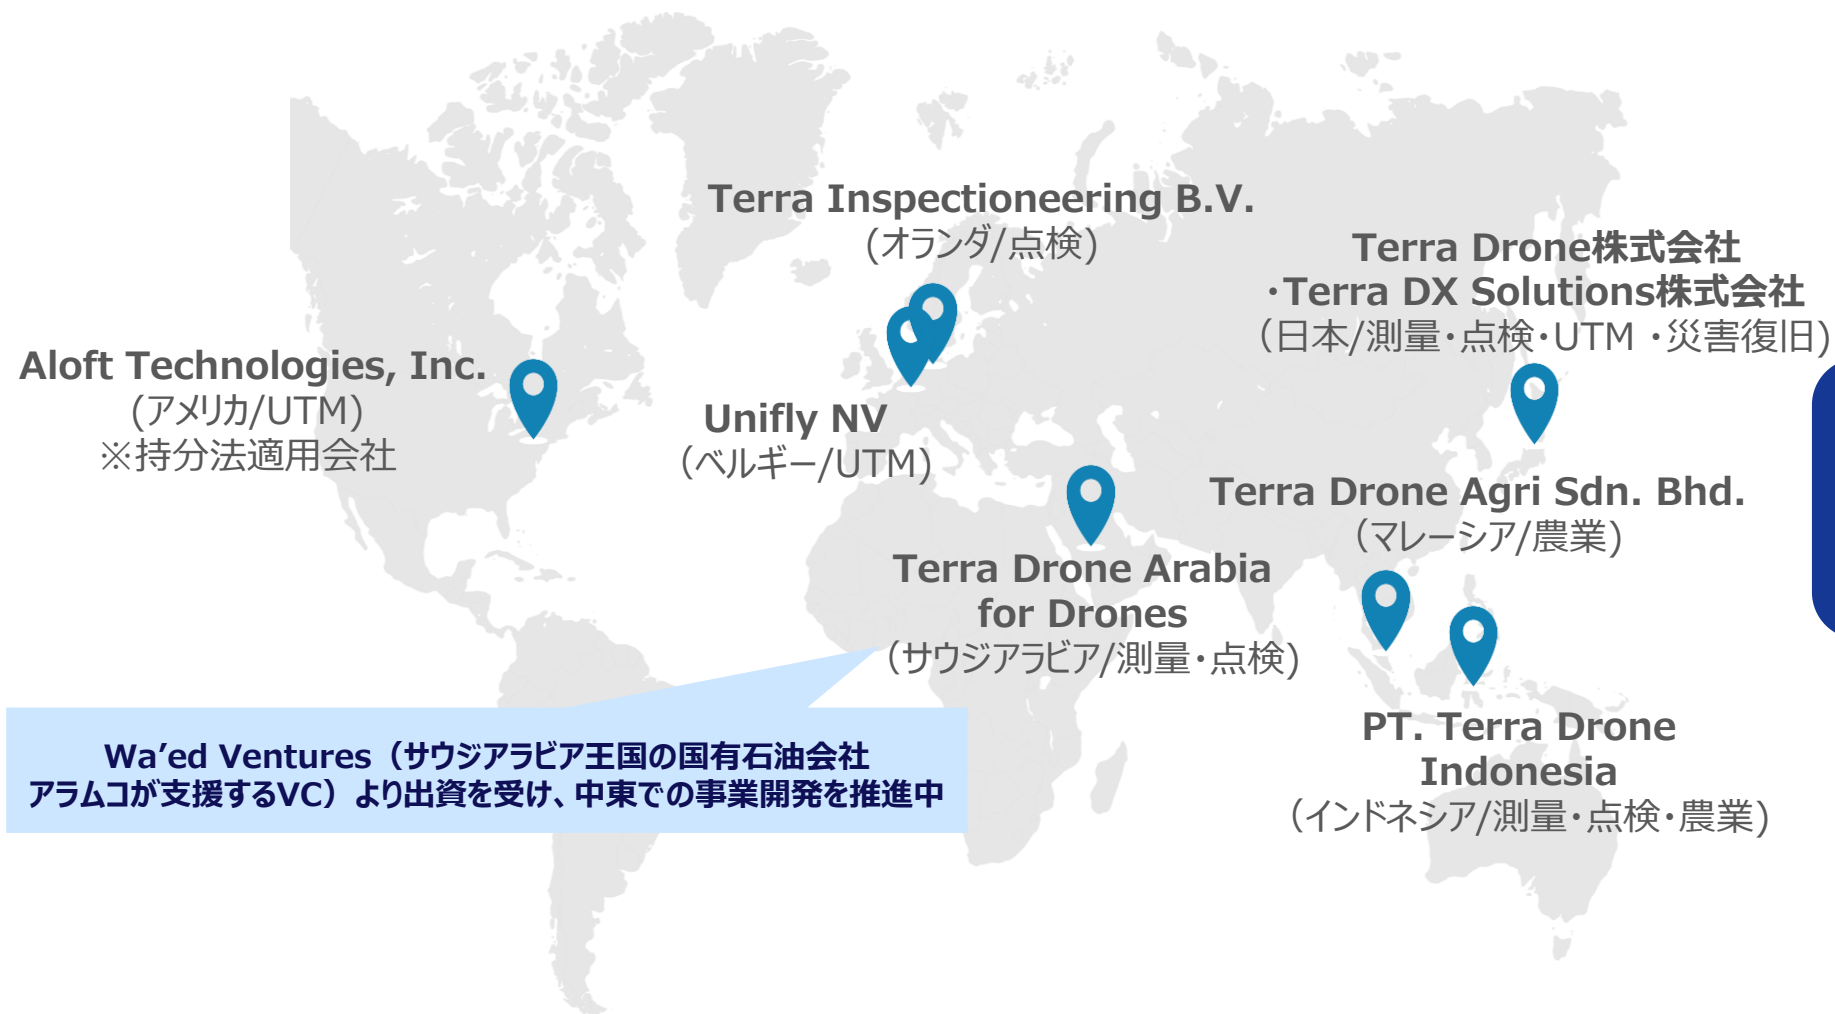 Terra Inspectioneering B.V.
(オランダ/点検)
Terra Drone株式会社
・Terra DX Solutions株式会社
（日本/測量・点検・UTM ・災害復旧）
Aloft Technologies, Inc.
(アメリカ/UTM)
※持分法適用会社
Unifly NV
（ベルギー/UTM）
Terra Drone Agri Sdn. Bhd.
（マレーシア/農業）
Terra Drone Arabia
for Drones
（サウジアラビア/測量・点検）
Wa’ed Ventures（サウジアラビア王国の国有石油会社
アラムコが支援するVC）より出資を受け、中東での事業開発を推進中
PT. Terra Drone
Indonesia
（インドネシア/測量・点検・農業）